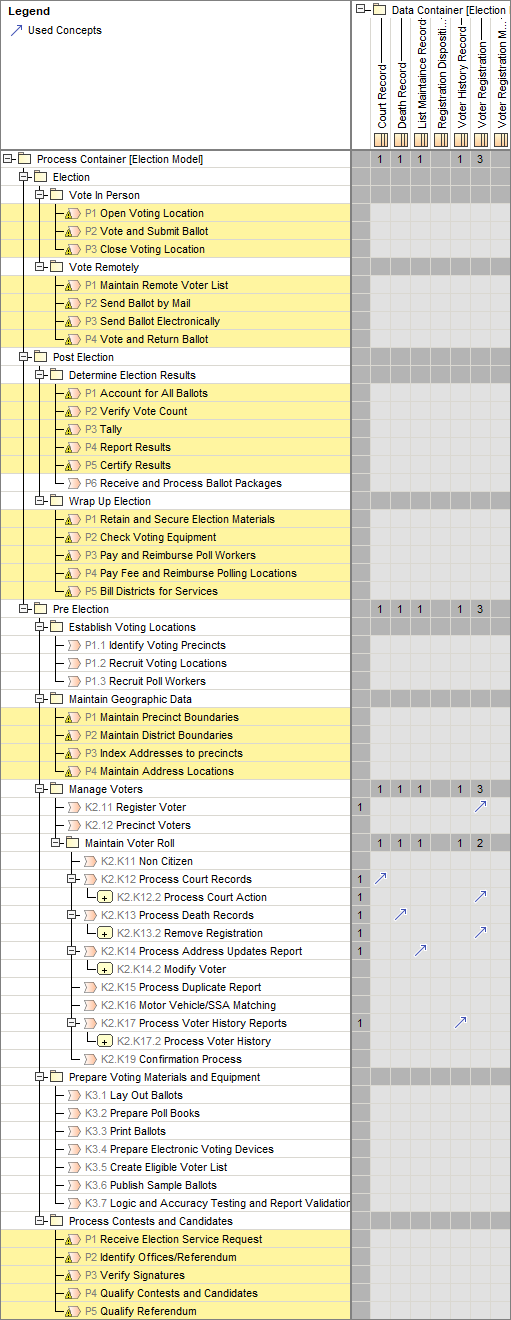 Legend
Used Concepts
Data Container [Election
Court Record
Death Record
List Maintaince Record
Registration Dispositi...
Voter History Record
Voter Registration
Voter Registration M...
Process Container [Election Model] 1 1 1 1 3
Election
Vote In Person
P1 Open Voting Location
P2 Vote and Submit Ballot
P3 Close Voting Location
Vote Remotely
P1 Maintain Remote Voter List
P2 Send Ballot by Mail
P3 Send Ballot Electronically
P4 Vote and Return Ballot
Post Election
Determine Election Results
P1 Account for All Ballots
P2 Verify Vote Count
P3 Tally
P4 Report Results
P5 Certify Results
P6 Receive and Process Ballot Packages
Wrap Up Election
P1 Retain and Secure Election Materials
P2 Check Voting Equipment
P3 Pay and Reimburse Poll Workers
P4 Pay Fee and Reimburse Polling Locations
P5 Bill Districts for Services
Pre Election 1 1 1 1 3
Establish Voting Locations
P1.1 Identify Voting Precincts
P1.2 Recruit Voting Locations
P1.3 Recruit Poll Workers
Maintain Geographic Data
P1 Maintain Precinct Boundaries
P2 Maintain District Boundaries
P3 Index Addresses to precincts
P4 Maintain Address Locations
Manage Voters 1 1 1 1 3
K2.11 Register Voter 1
K2.12 Precinct Voters
Maintain Voter Roll 1 1 1 1 2
K2.K11 Non Citizen
K2.K12 Process Court Records 1
K2.K12.2 Process Court Action 1
K2.K13 Process Death Records 1
K2.K13.2 Remove Registration 1
K2.K14 Process Address Updates Report 1
K2.K14.2 Modify Voter
K2.K15 Process Duplicate Report
K2.K16 Motor Vehicle/SSA Matching
K2.K17 Process Voter History Reports 1
K2.K17.2 Process Voter History
K2.K19 Confirmation Process
Prepare Voting Materials and Equipment
K3.1 Lay Out Ballots
K3.2 Prepare Poll Books
K3.3 Print Ballots
K3.4 Prepare Electronic Voting Devices
K3.5 Create Eligible Voter List
K3.6 Publish Sample Ballots
K3.7 Logic and Accuracy Testing and Report Validation
Process Contests and Candidates
P1 Receive Election Service Request
P2 Identify Offices/Referendum
P3 Verify Signatures
P4 Qualify Contests and Candidates
P5 Qualify Referendum